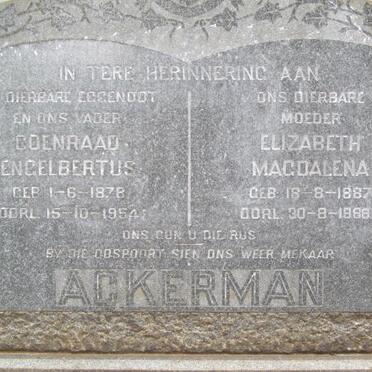 IN TERE HERINNERING AAN
DIERBARE EGGENOOT
EN ONS VADER
COENRAAD
ENGELBERTUS
GEB. 1-6-1878
OORL. 15-10-1954
ONS DIERBARE
MOEDER
ELIZABETH
MAGDALENA
GEB. 18-8-1887
OORL. 30-8-1968
ONS GUN U DIE RUS
BY DIE OOSPOORT SIEN ONS WEER MEKAAR
ACKERMAN